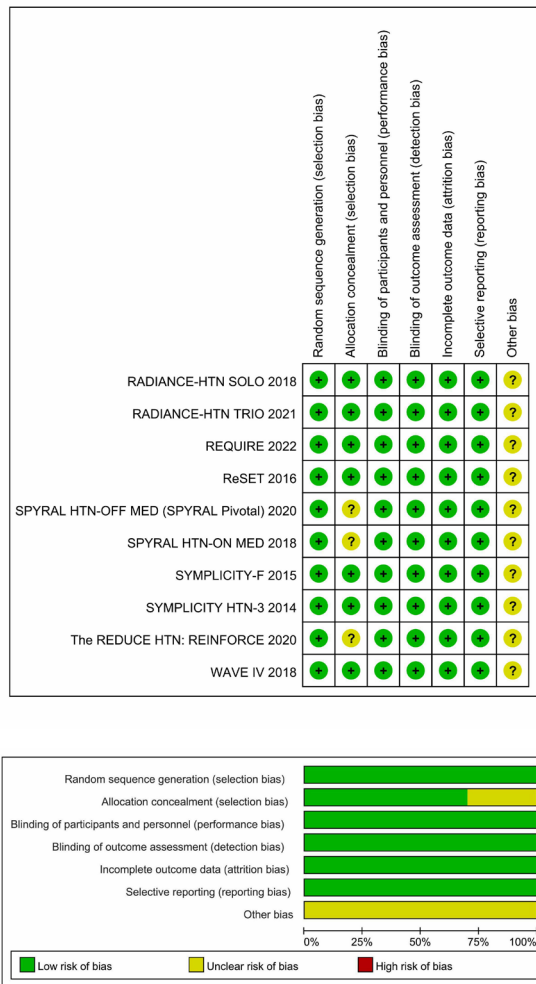 Random sequence generation (selection bias)
Allocation concealment (selection bias)
Blinding of participants and personnel (performance bias)
Blinding of outcome assessment (detection bias)
Incomplete outcome data (attrition bias)
Selective reporting (reporting bias)
Other bias
RADIANCE-HTN SOLO 2018 + + + + + + ?
RADIANCE-HTN TRIO 2021 + + + + + + ?
REQUIRE 2022 + + + + + + ?
ReSET 2016 + + + + + + ?
SPYRAL HTN-OFF MED (SPYRAL Pivotal) 2020 + ? + + + + ?
SPYRAL HTN-ON MED 2018 + ? + + + + ?
SYMPLICITY-F 2015 + + + + + + ?
SYMPLICITY HTN-3 2014 + + + + + + ?
The REDUCE HTN: REINFORCE 2020 + ? + + + + ?
WAVE IV 2018 + + + + + + ?
Random sequence generation (selection bias)
Allocation concealment (selection bias)
Blinding of participants and personnel (performance bias)
Blinding of outcome assessment (detection bias)
Incomplete outcome data (attrition bias)
Selective reporting (reporting bias)
Other bias
0% 25% 50% 75% 100%
Low risk of bias Unclear risk of bias High risk of bias